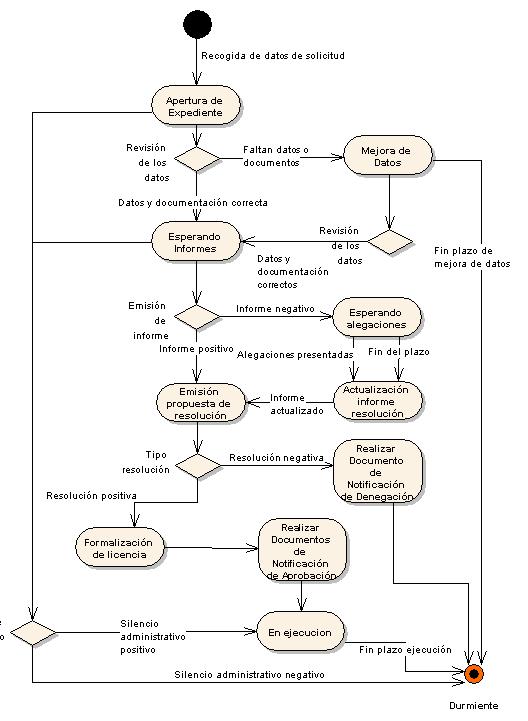 Recogida de datos de solicitud
Apertura de
Expediente
Revisión
de los
datos
Faltan datos o
documentos
Mejora de
Datos
Datos y documentación correcta
Esperando
Informes
Revisión
de los
datos
Datos y
documentación
correctos
Fin plazo de
mejora de datos
Emisión
de
informe
Informe negativo
Esperando
alegaciones
Informe positivo
Alegaciones presentadas
Fin del plazo
Emisión
propuesta de
resolución
Informe
actualizado
Actualización
informe
resolución
Tipo
resolución
Resolución negativa
Realizar
Documento
de
Notificación
de Denegación
Resolución positiva
Formalización
de licencia
Realizar
Documentos
de
Notificación
de Aprobación
Silencio
administrativo
positivo
En ejecucion
Fin plazo ejecución
Silencio administrativo negativo
Durmiente